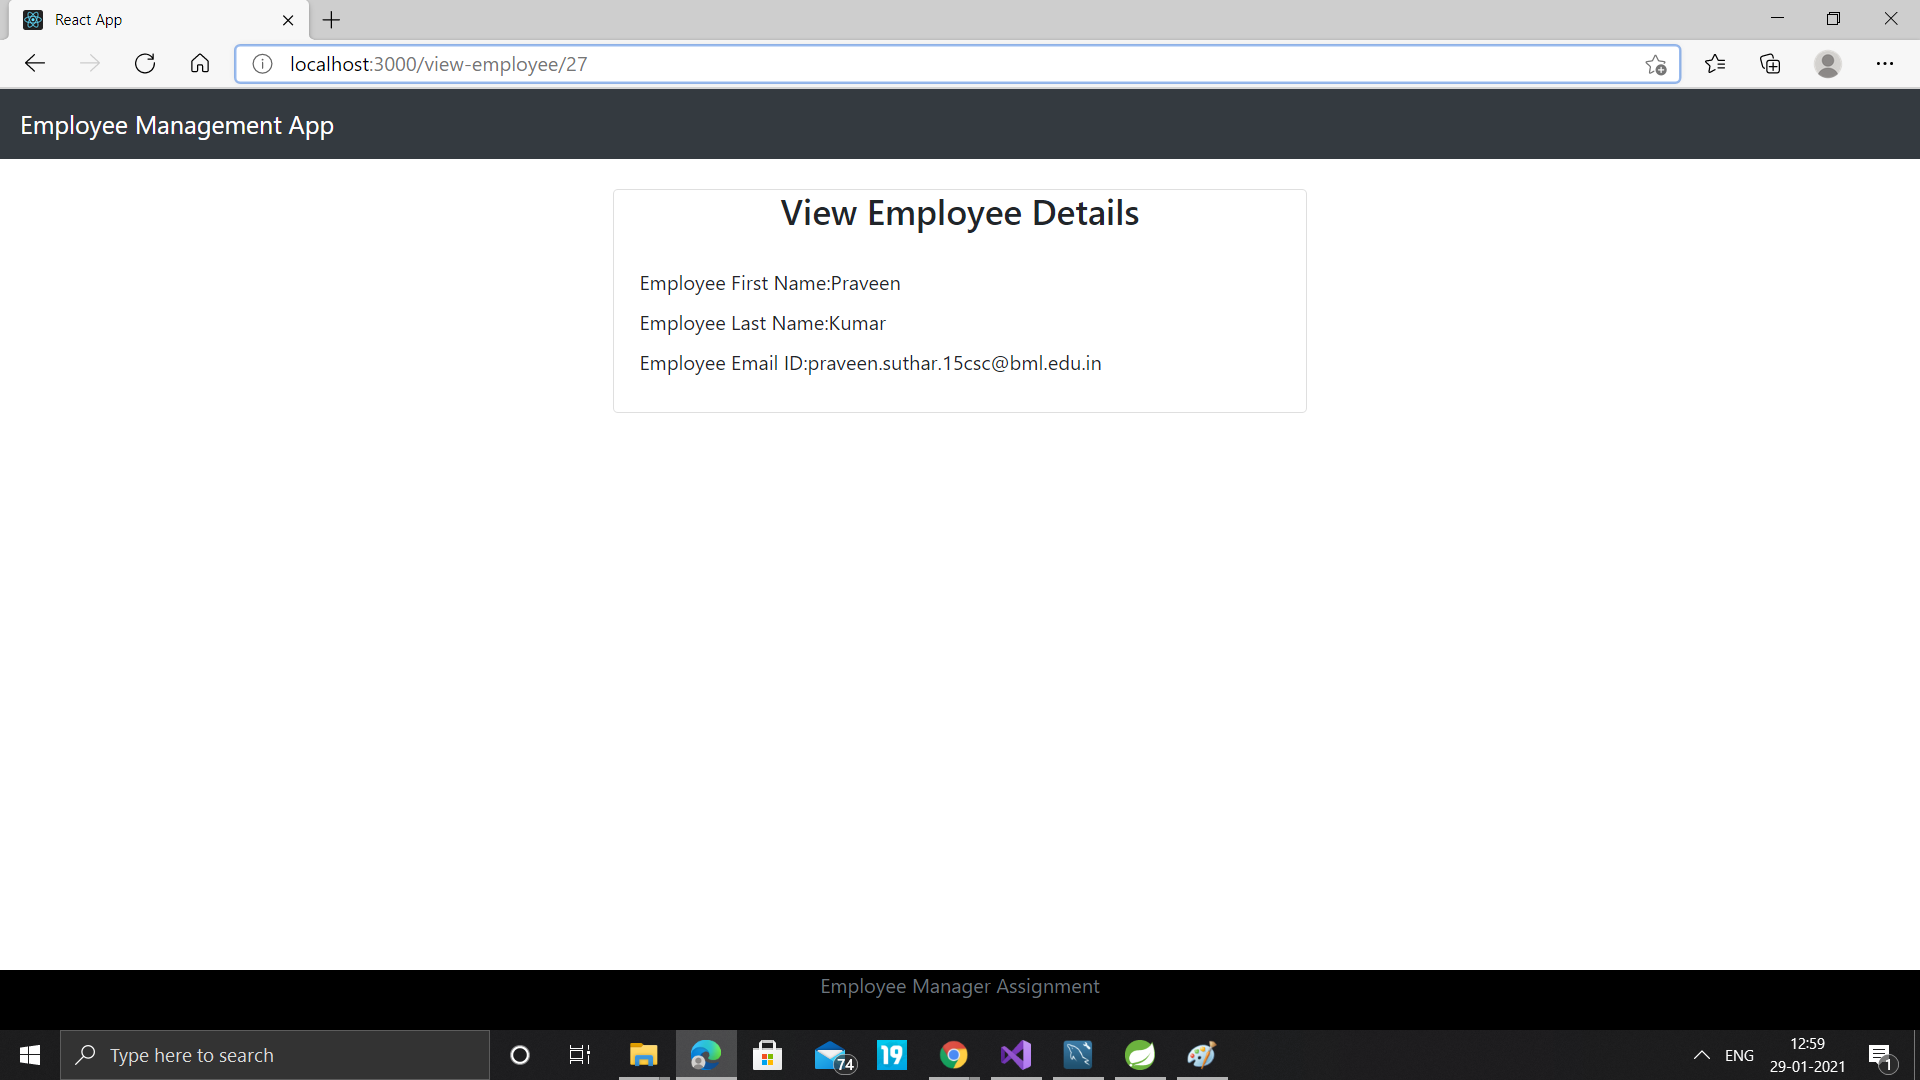 React App
localhost:3000/view-employee/27
Employee Management App
View Employee Details
Employee First Name:Praveen
Employee Last Name:Kumar
Employee Email ID:praveen.suthar.15csc@bml.edu.in
Employee Manager Assignment
Type here to search
74
19
ENG
12:59
29-01-2021
1